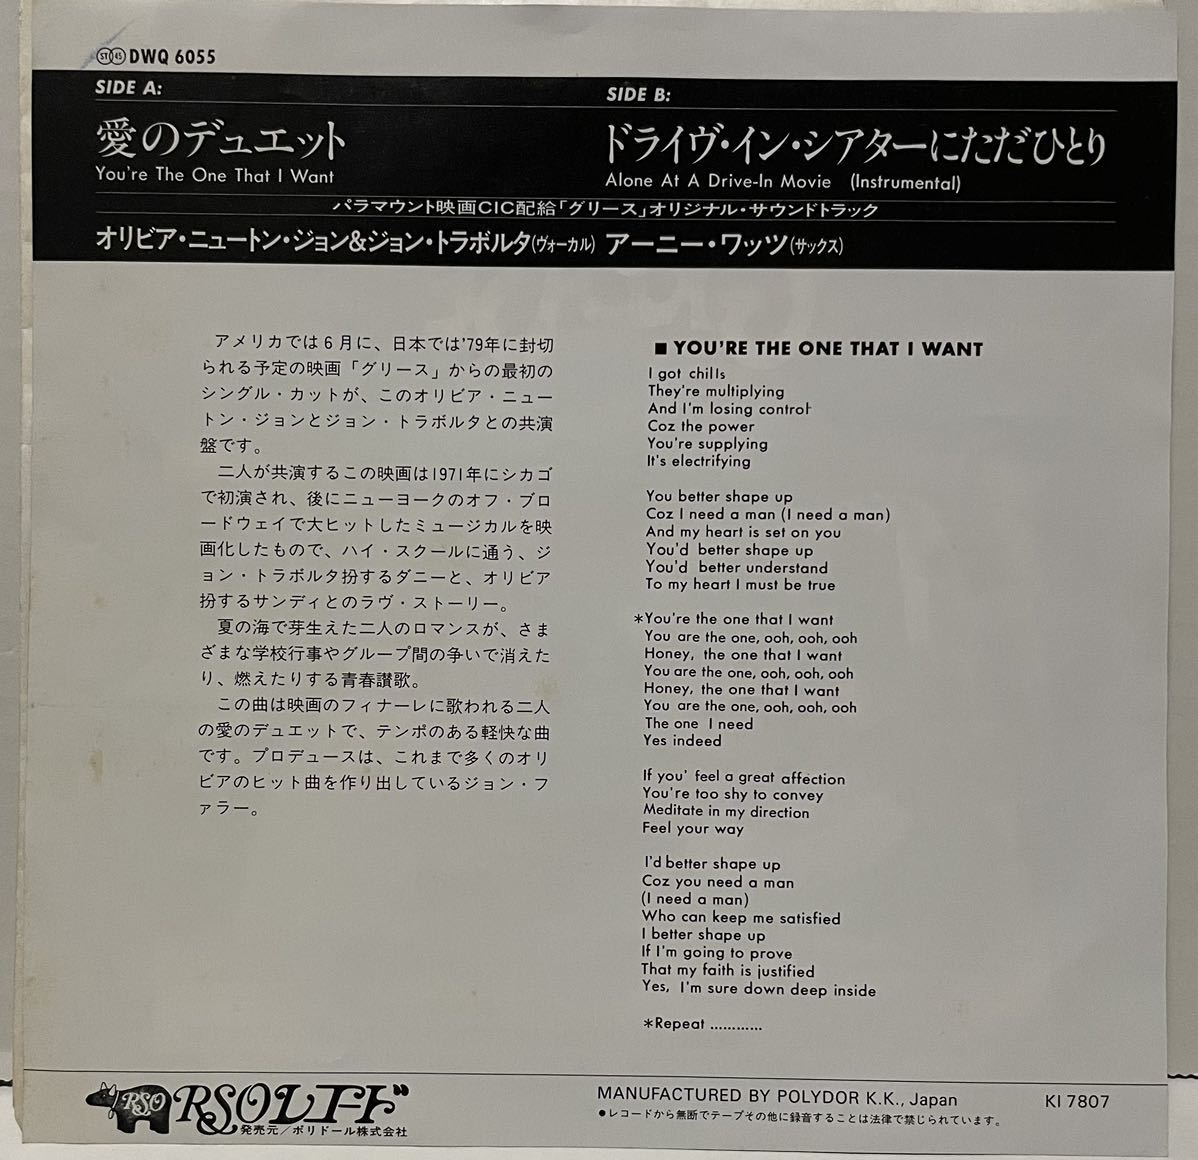 ST 45 DWQ 6055
SIDE A:
愛のデュエット
You're The One That I Want
SIDE B:
ドライヴ・イン・シアターにただひとり
Alone At A Drive-In Movie (Instrumental)
パラマウント映画CIC配給「グリース」オリジナル・サウンドトラック
オリビア・ニュートン・ジョン&ジョン・トラボルタ(ヴォーカル)
アーニー・ワッツ(サックス)
アメリカでは6月に、日本では'79年に封切
られる予定の映画「グリース」からの最初の
シングル・カットが、このオリビア・ニュー
トン・ジョンとジョン・トラボルタとの共演
盤です。
二人が共演するこの映画は1971年にシカゴ
で初演され、後にニューヨークのオフ・ブロ
ードウェイで大ヒットしたミュージカルを映
画化したもので、ハイ・スクールに通う、ジ
ョン・トラボルタ扮するダニーと、オリビア
扮するサンディとのラヴ・ストーリー。
夏の海で芽生えた二人のロマンスが、さま
ざまな学校行事やグループ間の争いで消えた
り、燃えたりする青春讃歌。
この曲は映画のフィナーレに歌われる二人
の愛のデュエットで、テンポのある軽快な曲
です。プロデュースは、これまで多くのオリ
ビアのヒット曲を作り出しているジョン・フ
ァラー。
■ YOU'RE THE ONE THAT I WANT
I got chills
They're multiplying
And I'm losing control
Coz the power
You're supplying
It's electrifying
You better shape up
Coz I need a man (I need a man)
And my heart is set on you
You'd better shape up
You'd better understand
To my heart I must be true
*You're the one that I want
You are the one, ooh, ooh, ooh
Honey, the one that I want
You are the one, ooh, ooh, ooh
Honey, the one that I want
You are the one, ooh, ooh, ooh
The one I need
Yes indeed
If you' feel a great affection
You're too shy to convey
Meditate in my direction
Feel your way
I'd better shape up
Coz you need a man
(I need a man)
Who can keep me satisfied
I better shape up
If I'm going to prove
That my faith is justified
Yes, I'm sure down deep inside
*Repeat ............
RSO
RSOレコード
発売元/ポリドール株式会社
MANUFACTURED BY POLYDOR K.K., Japan
●レコードから無断でテープその他に録音することは法律で禁じられています。
KI 7807